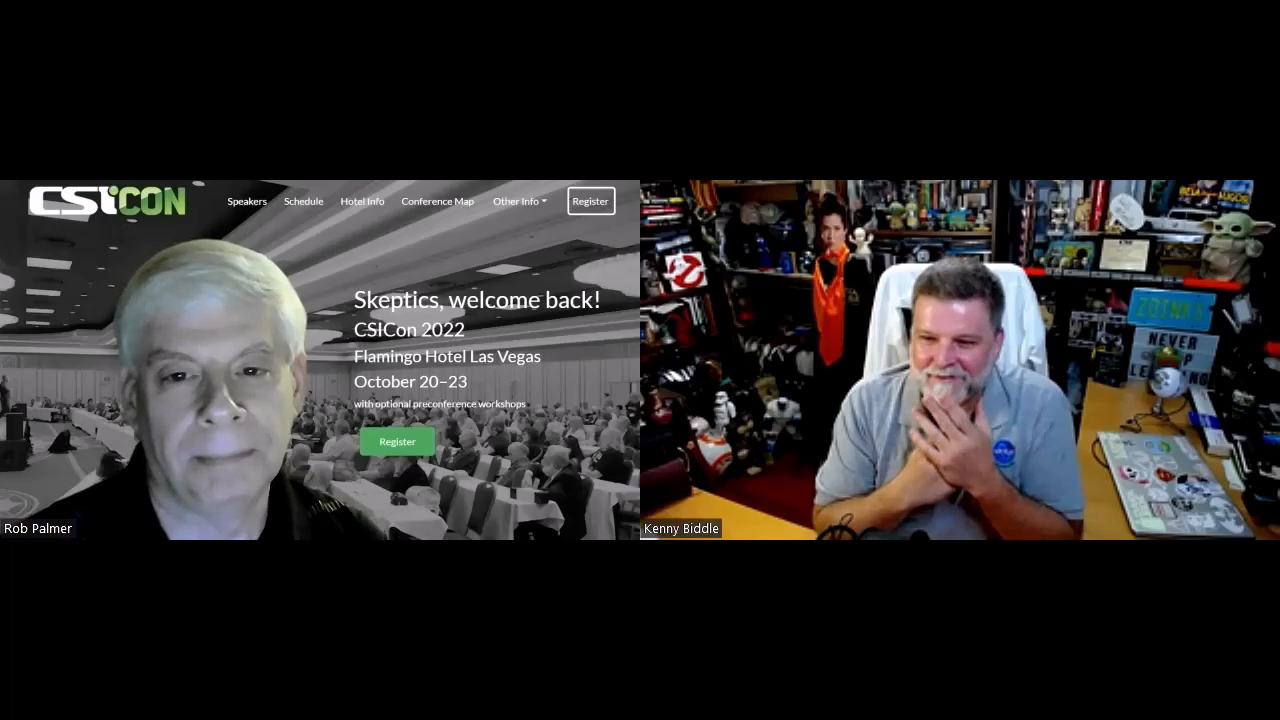 CSICON
Speakers
Schedule
Hotel Info
Conference Map
Other Info
Register
Skeptics, welcome back!
CSICon 2022
Flamingo Hotel Las Vegas
October 20–23
with optional preconference workshops
Register
Rob Palmer
ZOINKS
NEVER
Kenny Biddle